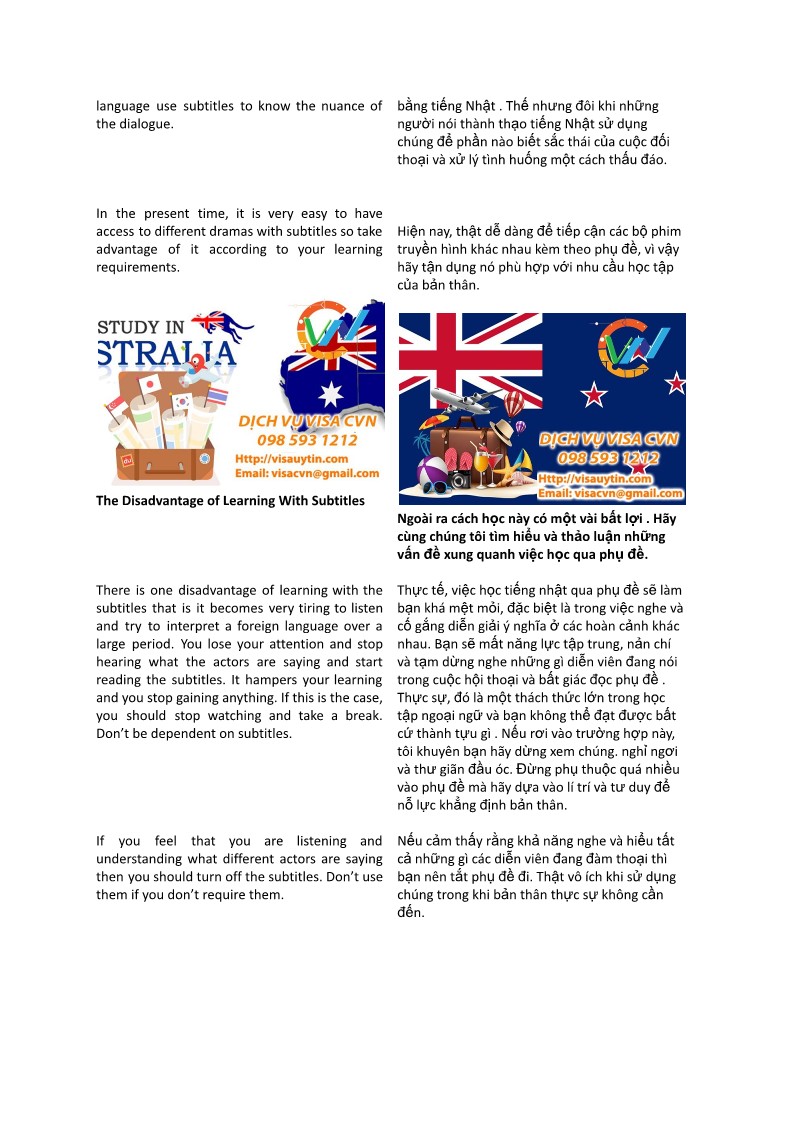 language use subtitles to know the nuance of
the dialogue.
bằng tiếng Nhật . Thế nhưng đôi khi những
người nói thành thạo tiếng Nhật sử dụng
chúng để phần nào biết sắc thái của cuộc đối
thoại và xử lý tình huống một cách thấu đáo.
In the present time, it is very easy to have
access to different dramas with subtitles so take
advantage of it according to your learning
requirements.
Hiện nay, thật dễ dàng để tiếp cận các bộ phim
truyền hình khác nhau kèm theo phụ đề, vì vậy
hãy tận dụng nó phù hợp với nhu cầu học tập
của bản thân.
STUDY IN
STRALIA
CVN
DỊCH VỤ VISA CVN
098 593 1212
Http://visauytin.com
Email: visacvn@gmail.com
CVN
DỊCH VỤ VISA CVN
098 593 1212
Http://visauytin.com
Email: visacvn@gmail.com
The Disadvantage of Learning With Subtitles
Ngoài ra cách học này có một vài bất lợi . Hãy
cùng chúng tôi tìm hiểu và thảo luận những
vấn đề xung quanh việc học qua phụ đề.
There is one disadvantage of learning with the
subtitles that is it becomes very tiring to listen
and try to interpret a foreign language over a
large period. You lose your attention and stop
hearing what the actors are saying and start
reading the subtitles. It hampers your learning
and you stop gaining anything. If this is the case,
you should stop watching and take a break.
Don’t be dependent on subtitles.
Thực tế, việc học tiếng nhật qua phụ đề sẽ làm
bạn khá mệt mỏi, đặc biệt là trong việc nghe và
cố gắng diễn giải ý nghĩa ở các hoàn cảnh khác
nhau. Bạn sẽ mất năng lực tập trung, nản chí
và tạm dừng nghe những gì diễn viên đang nói
trong cuộc hội thoại và bất giác đọc phụ đề .
Thực sự, đó là một thách thức lớn trong học
tập ngoại ngữ và bạn không thể đạt được bất
cứ thành tựu gì . Nếu rơi vào trường hợp này,
tôi khuyên bạn hãy dừng xem chúng. nghỉ ngơi
và thư giãn đầu óc. Đừng phụ thuộc quá nhiều
vào phụ đề mà hãy dựa vào lí trí và tư duy để
nỗ lực khẳng định bản thân.
If you feel that you are listening and
understanding what different actors are saying
then you should turn off the subtitles. Don’t use
them if you don’t require them.
Nếu cảm thấy rằng khả năng nghe và hiểu tất
cả những gì các diễn viên đang đàm thoại thì
bạn nên tắt phụ đề đi. Thật vô ích khi sử dụng
chúng trong khi bản thân thực sự không cần
đến.